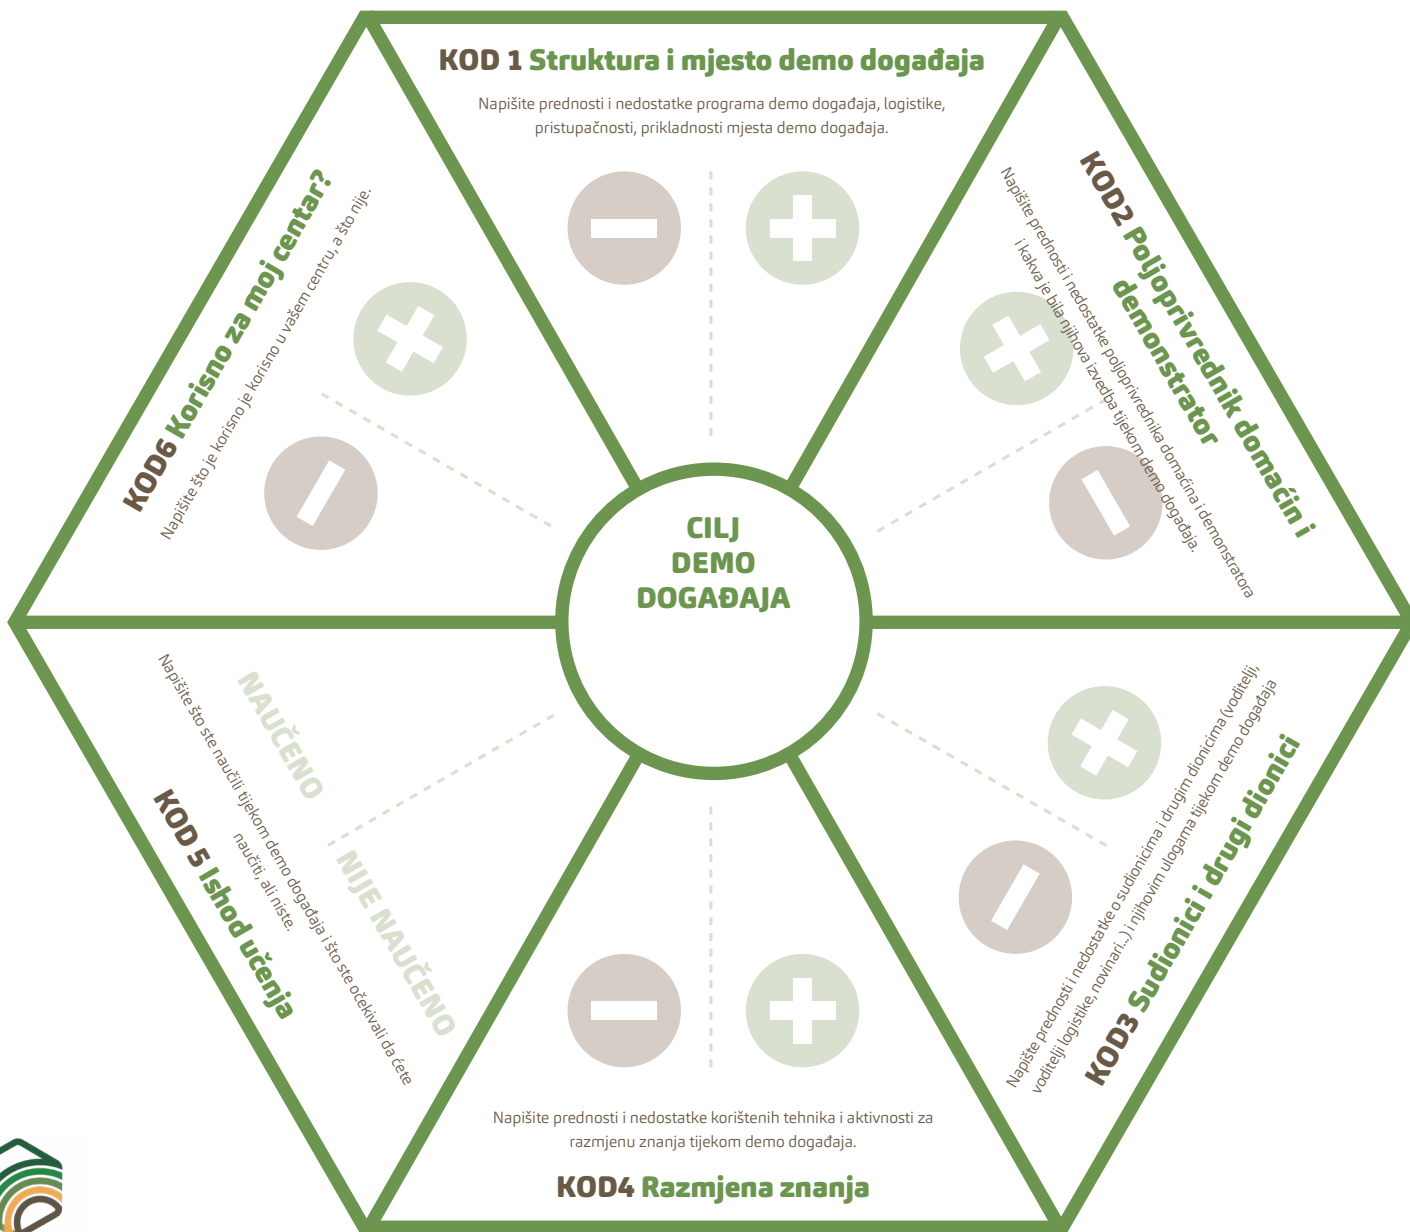 KOD 1 Struktura i mjesto demo događaja
Napišite prednosti i nedostatke programa demo događaja, logistike,
pristupačnosti, prikladnosti mjesta demo događaja.
KOD2 Poljoprivrednik domaćin i
demonstrator
Napišite prednosti i nedostatke poljoprivrednika domaćina i demonstratora
i kakva je bila njihova izvedba tijekom demo događaja.
CILJ
DEMO
DOGAĐAJA
Napište prednosti i nedostatke o sudionicima i drugim dionicima (voditelji,
voditelji logistike, novinari...) i njihovim ulogama tijekom demo događaja
KOD3 Sudionici i drugi dionici
Napišite prednosti i nedostatke korištenih tehnika i aktivnosti za
razmjenu znanja tijekom demo događaja.
KOD4 Razmjena znanja
NAUČENO
NIJE NAUČENO
Napišite što ste naučili tijekom demo događaja i što ste očekivali da ćete
naučiti, ali niste.
KOD 5 Ishod učenja
KOD6 Korisno za moj centar?
Napišite što je korisno je korisno u vašem centru, a što nije.